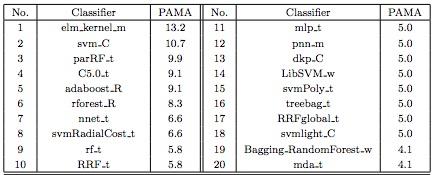 No. Classifier PAMA No. Classifier PAMA
1 elm_kernel_m 13.2 11 mlp_t 5.0
2 svm_C 10.7 12 pnn_m 5.0
3 parRF_t 9.9 13 dkp_C 5.0
4 C5.0_t 9.1 14 LibSVM_w 5.0
5 adaboost_R 9.1 15 svmPoly_t 5.0
6 rforest_R 8.3 16 treebag_t 5.0
7 nnet_t 6.6 17 RRFglobal_t 5.0
8 svmRadialCost_t 6.6 18 svmlight_C 5.0
9 rf_t 5.8 19 Bagging_RandomForest_w 4.1
10 RRF_t 5.8 20 mda_t 4.1